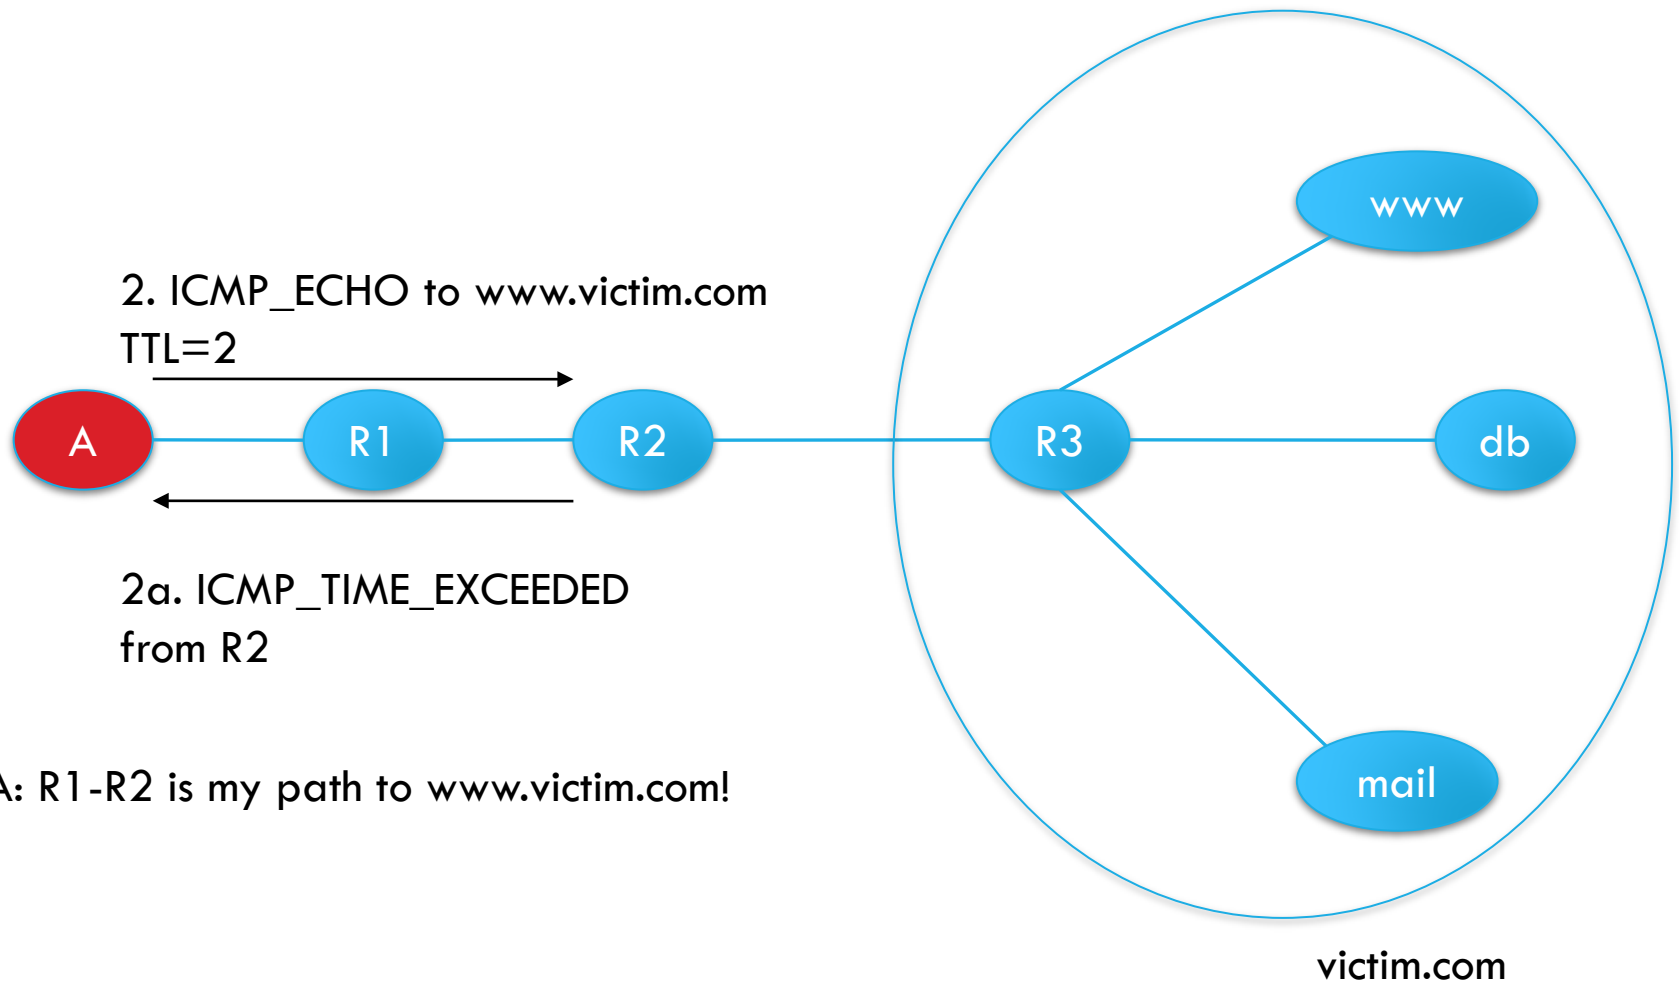 www
2. ICMP_ECHO to www.victim.com
TTL=2
A
R1
R2
R3
db
2a. ICMP_TIME_EXCEEDED
from R2
A: R1-R2 is my path to www.victim.com!
mail
victim.com